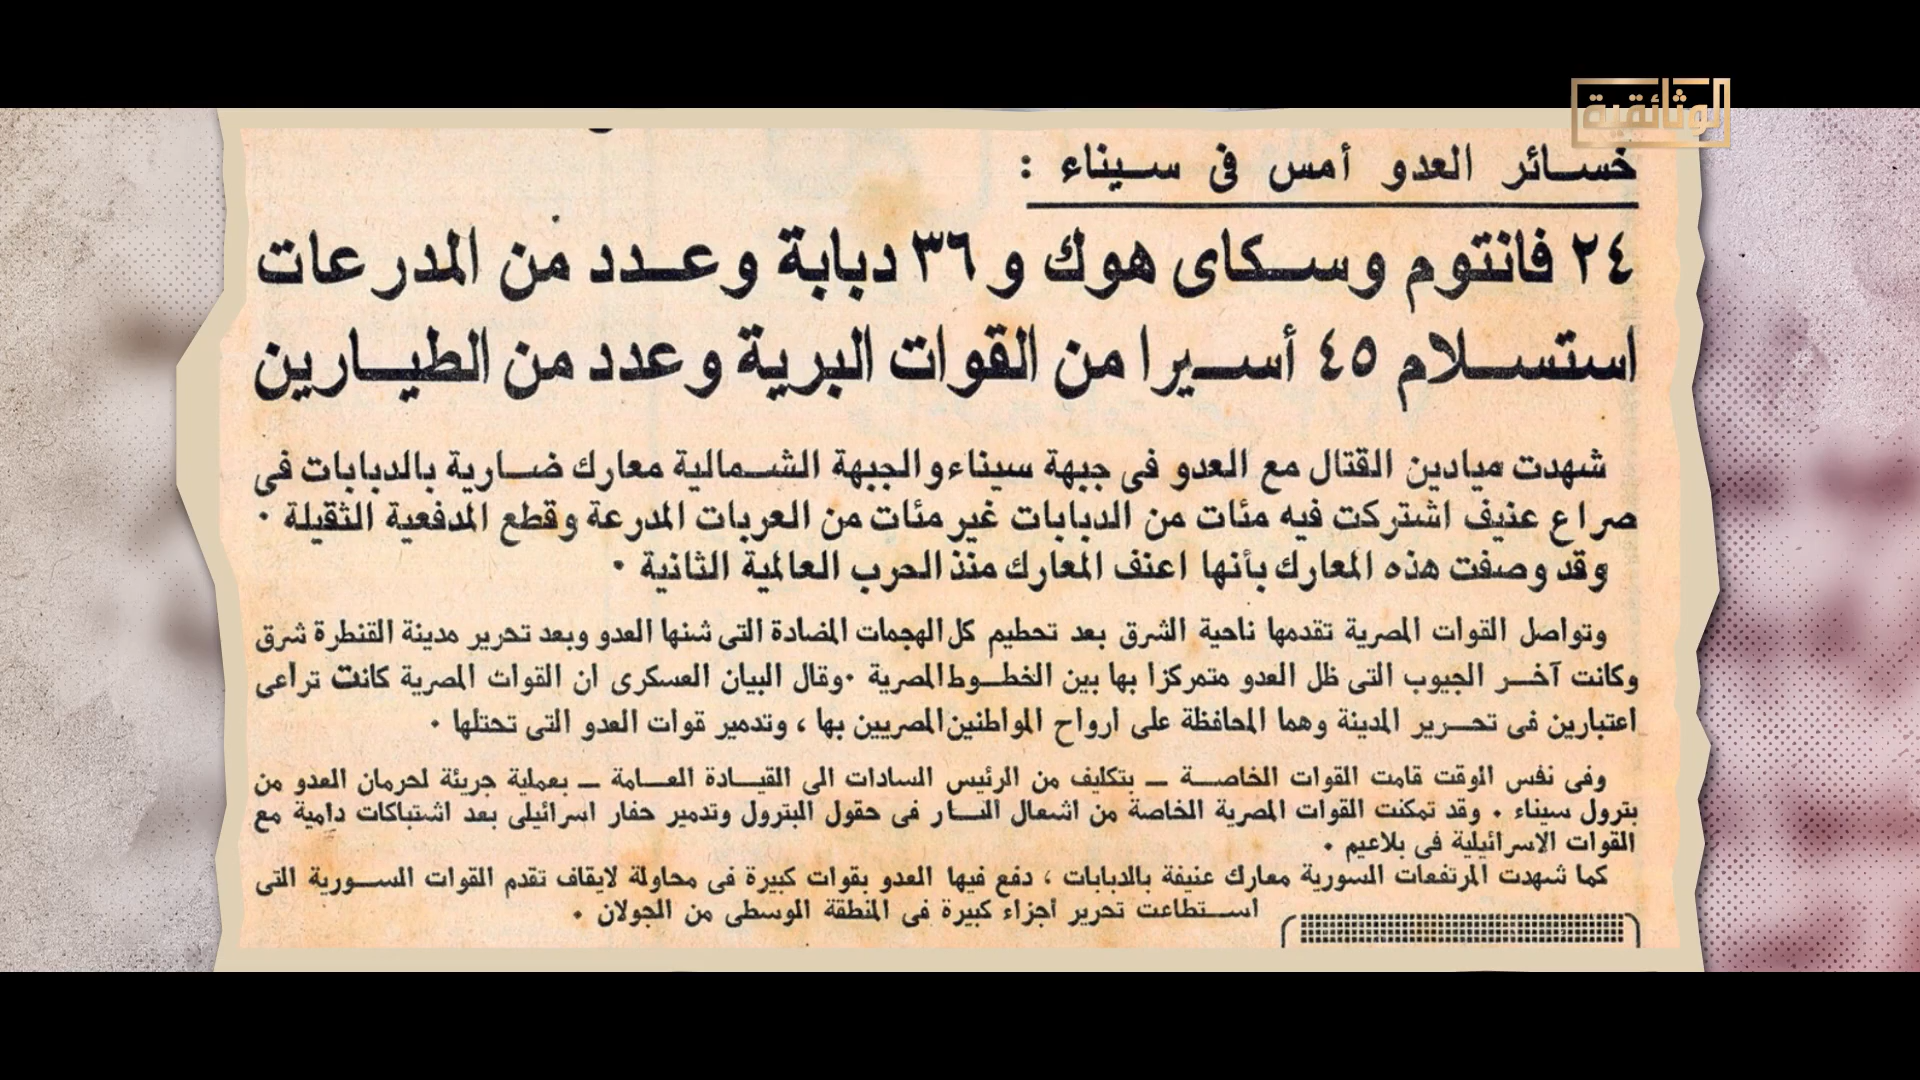 الوثائقية
خسائر العدو أمس فى سيناء :
٢٤ فانتوم وسكاى هوك و ٣٦ دبابة وعدد من المدرعات
استسلام ٤٥ أسيرا من القوات البرية وعدد من الطيارين
شهدت ميادين القتال مع العدو فى جبهة سيناء والجبهة الشمالية معارك ضارية بالدبابات فى
صراع عنيف اشتركت فيه مئات من الدبابات غير مئات من العربات المدرعة وقطع المدفعية الثقيلة ٠
وقد وصفت هذه المعارك بأنها اعنف المعارك منذ الحرب العالمية الثانية ٠
وتواصل القوات المصرية تقدمها ناحية الشرق بعد تحطيم كل الهجمات المضادة التى شنها العدو وبعد تحرير مدينة القنطرة شرق
وكانت آخر الجيوب التى ظل العدو متمركزا بها بين الخطوط المصرية ٠ وقال البيان العسكرى ان القوات المصرية كانت تراعى
اعتبارين فى تحرير المدينة وهما المحافظة على ارواح المواطنين المصريين بها ، وتدمير قوات العدو التى تحتلها ٠
وفى نفس الوقت قامت القوات الخاصة ــ بتكليف من الرئيس السادات الى القيادة العامة ــ بعملية جريئة لحرمان العدو من
بترول سيناء ٠ وقد تمكنت القوات المصرية الخاصة من اشعال النار فى حقول البترول وتدمير حفار اسرائيلى بعد اشتباكات دامية مع
القوات الاسرائيلية فى بلاعيم ٠
كما شهدت المرتفعات السورية معارك عنيفة بالدبابات ، دفع فيها العدو بقوات كبيرة فى محاولة لايقاف تقدم القوات السورية التى
استطاعت تحرير اجزاء كبيرة فى المنطقة الوسطى من الجولان ٠